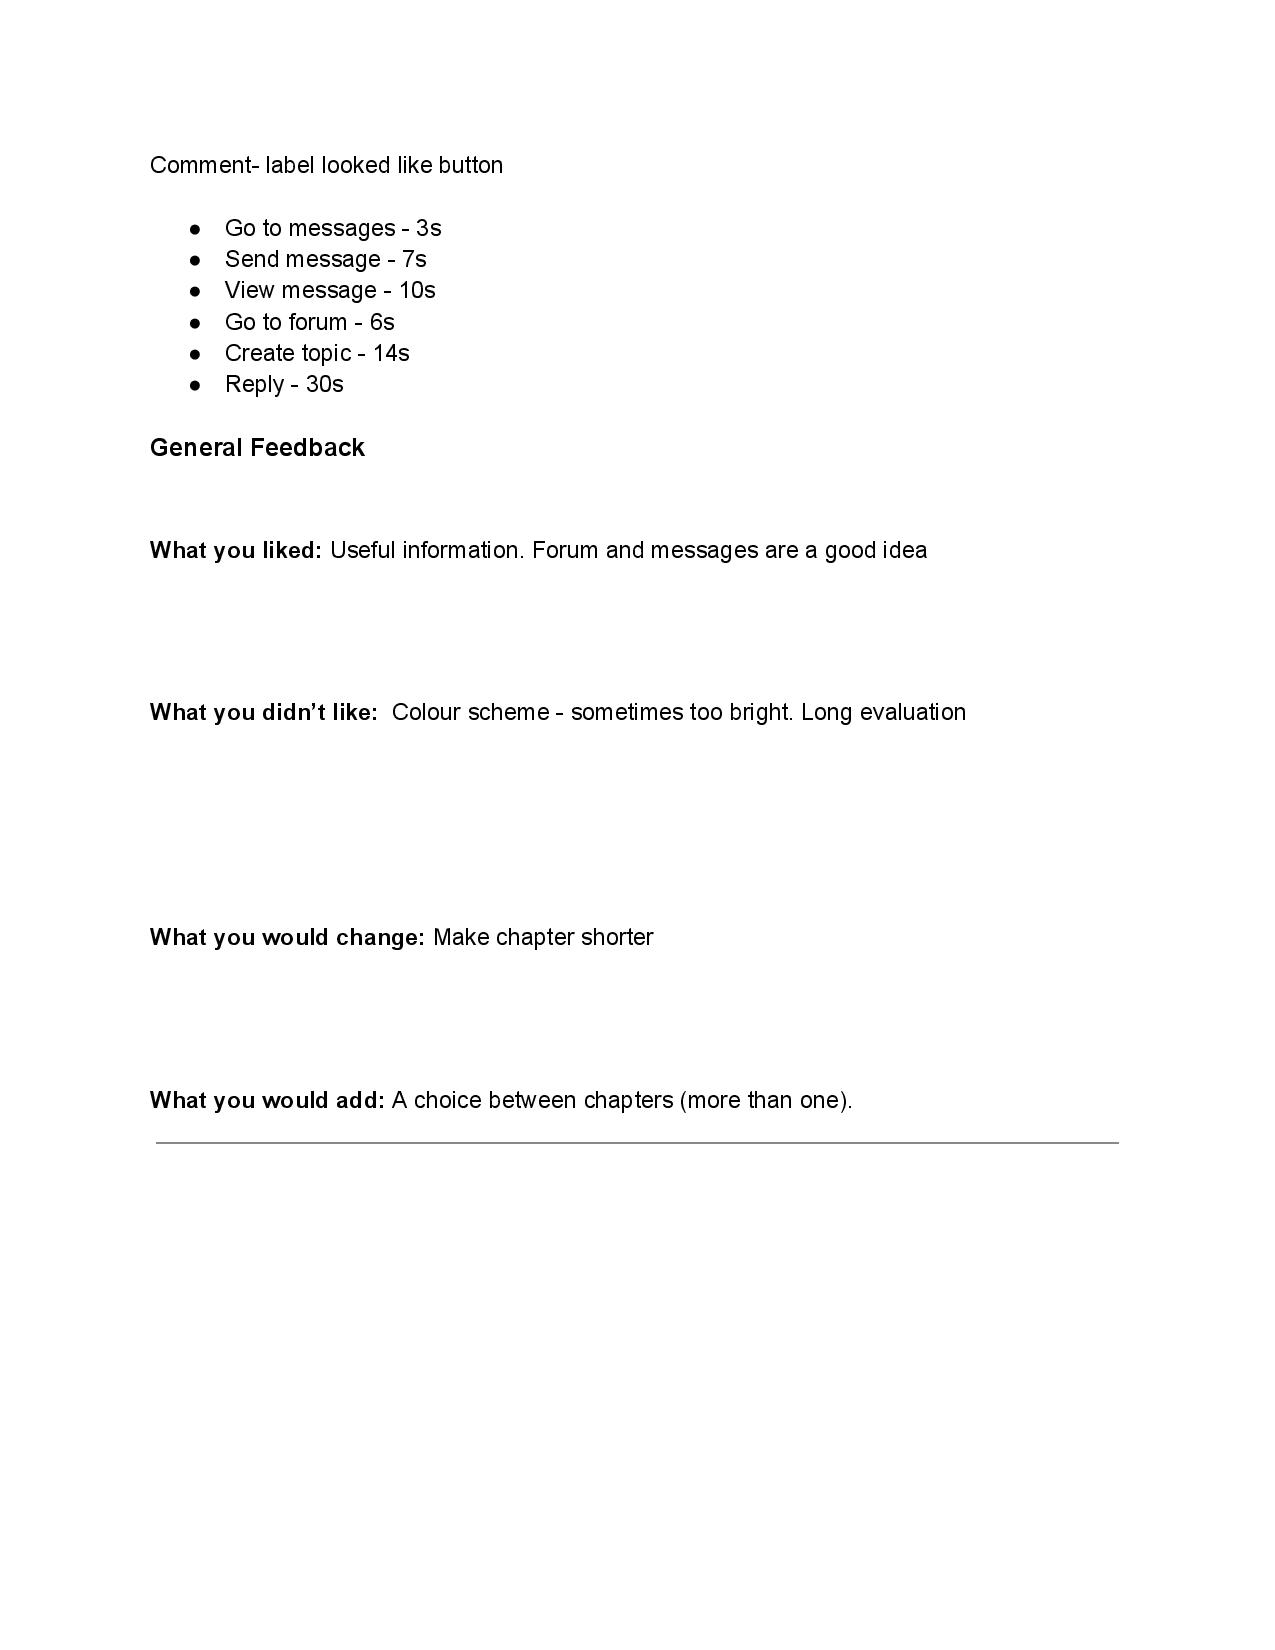 Comment- label looked like button
● Go to messages - 3s
● Send message - 7s
● View message - 10s
● Go to forum - 6s
● Create topic - 14s
● Reply - 30s
General Feedback
What you liked: Useful information. Forum and messages are a good idea
What you didn’t like:  Colour scheme - sometimes too bright. Long evaluation
What you would change: Make chapter shorter
What you would add: A choice between chapters (more than one).